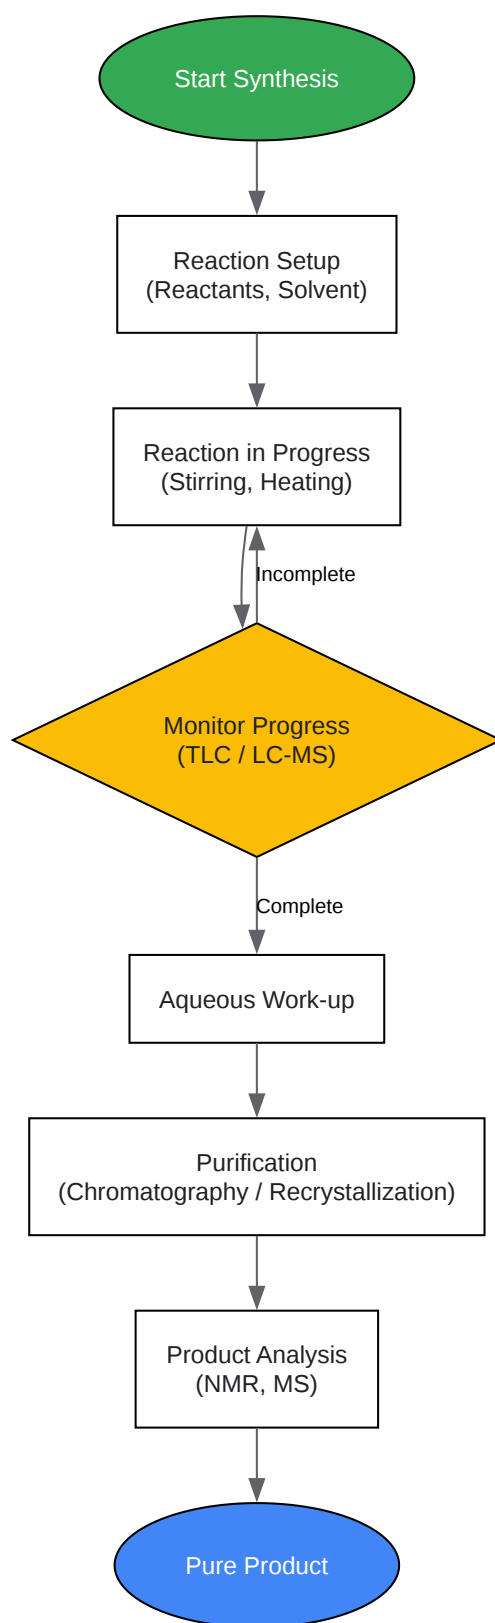 Start Synthesis
Reaction Setup
(Reactants, Solvent)
Reaction in Progress
(Stirring, Heating)
Incomplete
Monitor Progress
(TLC / LC-MS)
Complete
Aqueous Work-up
Purification
(Chromatography / Recrystallization)
Product Analysis
(NMR, MS)
Pure Product